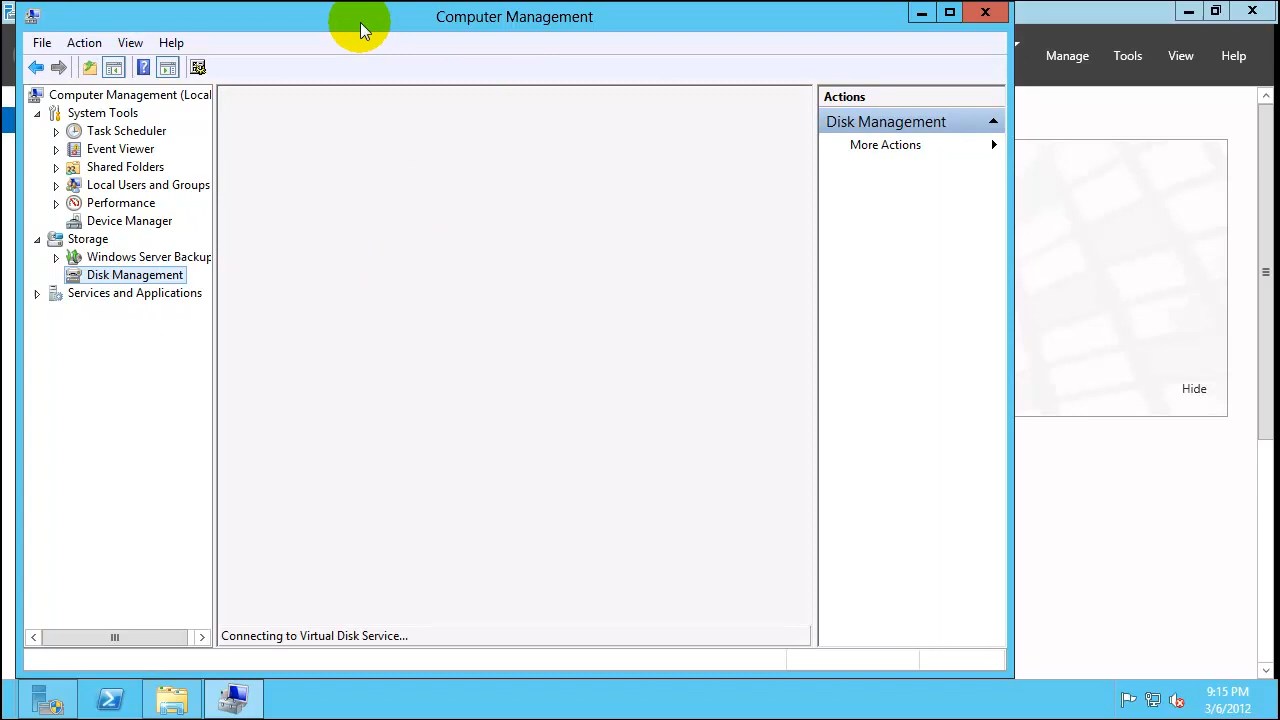 Computer Management
File Action View Help
Manage Tools View Help
Computer Management (Local
System Tools
Task Scheduler
Event Viewer
Shared Folders
Local Users and Groups
Performance
Device Manager
Storage
Windows Server Backup
Disk Management
Services and Applications
Connecting to Virtual Disk Service...
Actions
Disk Management
More Actions
Hide
9:15 PM
3/6/2012